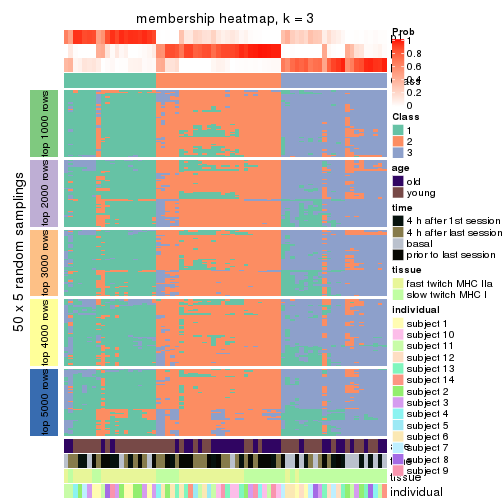 membership heatmap, k = 3
50 x 5 random samplings
top 1000 rows
top 2000 rows
top 3000 rows
top 4000 rows
top 5000 rows
Prob
1
0.8
0.6
0.4
0.2
0
Class
1
2
3
age
old
young
time
4 h after 1st session
4 h after last session
basal
prior to last session
tissue
fast twitch MHC IIa
slow twitch MHC I
individual
subject 1
subject 10
subject 11
subject 12
subject 13
subject 14
subject 2
subject 3
subject 4
subject 5
subject 6
subject 7
subject 8
subject 9
tissue
individual